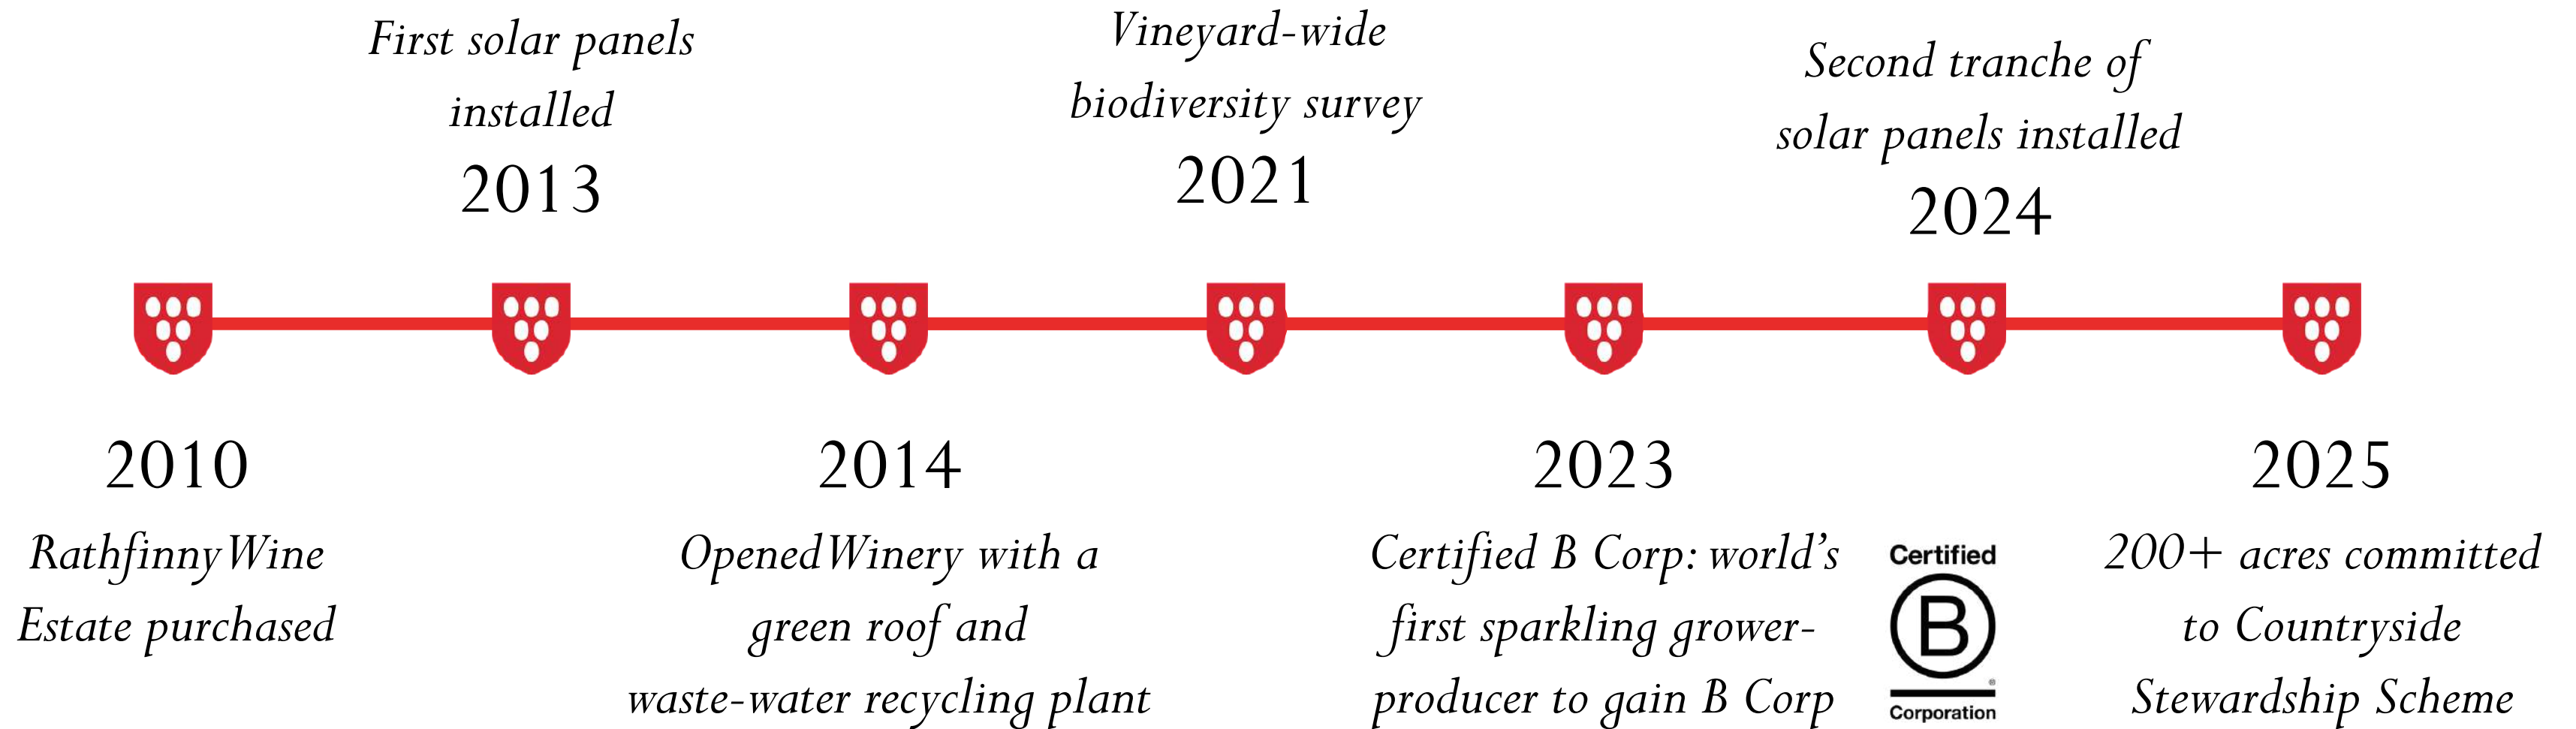 First solar panels
installed
2013
Vineyard-wide
biodiversity survey
2021
Second tranche of
solar panels installed
2024
2010
Rathfinny Wine
Estate purchased
2014
Opened Winery with a
green roof and
waste-water recycling plant
2023
Certified B Corp: world's
first sparkling grower-
producer to gain B Corp
Certified
B
®
Corporation
2025
200+ acres committed
to Countryside
Stewardship Scheme